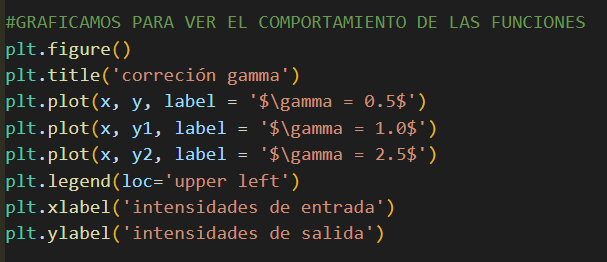 #GRAFICAMOS PARA VER EL COMPORTAMIENTO DE LAS FUNCIONES
plt.figure()
plt.title('correción gamma')
plt.plot(x, y, label = '$\gamma = 0.5$')
plt.plot(x, y1, label = '$\gamma = 1.0$')
plt.plot(x, y2, label = '$\gamma = 2.5$')
plt.legend(loc='upper left')
plt.xlabel('intensidades de entrada')
plt.ylabel('intensidades de salida')